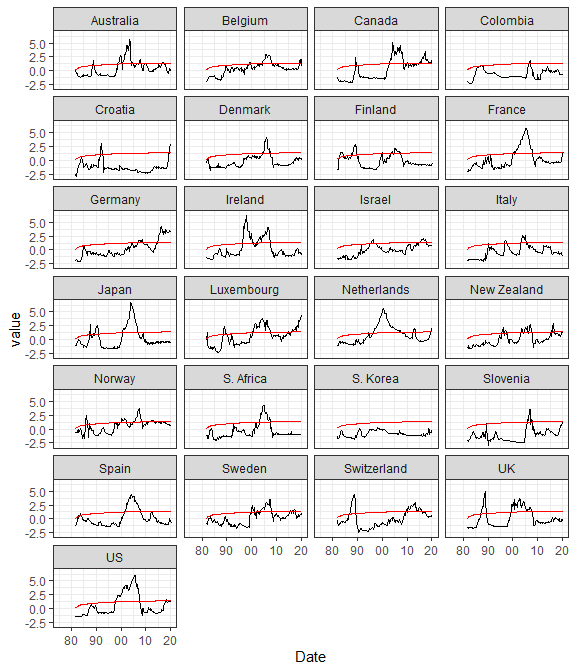 Australia Belgium Canada Colombia
5.0
2.5
0.0
-2.5
Croatia Denmark Finland France
5.0
2.5
0.0
-2.5
Germany Ireland Israel Italy
5.0
2.5
0.0
-2.5
Japan Luxembourg Netherlands New Zealand
value
5.0
2.5
0.0
-2.5
Norway S. Africa S. Korea Slovenia
5.0
2.5
0.0
-2.5
Spain Sweden Switzerland UK
5.0
2.5
0.0
-2.5
80 90 00 10 20 80 90 00 10 20 80 90 00 10 20
US
5.0
2.5
0.0
-2.5
80 90 00 10 20
Date